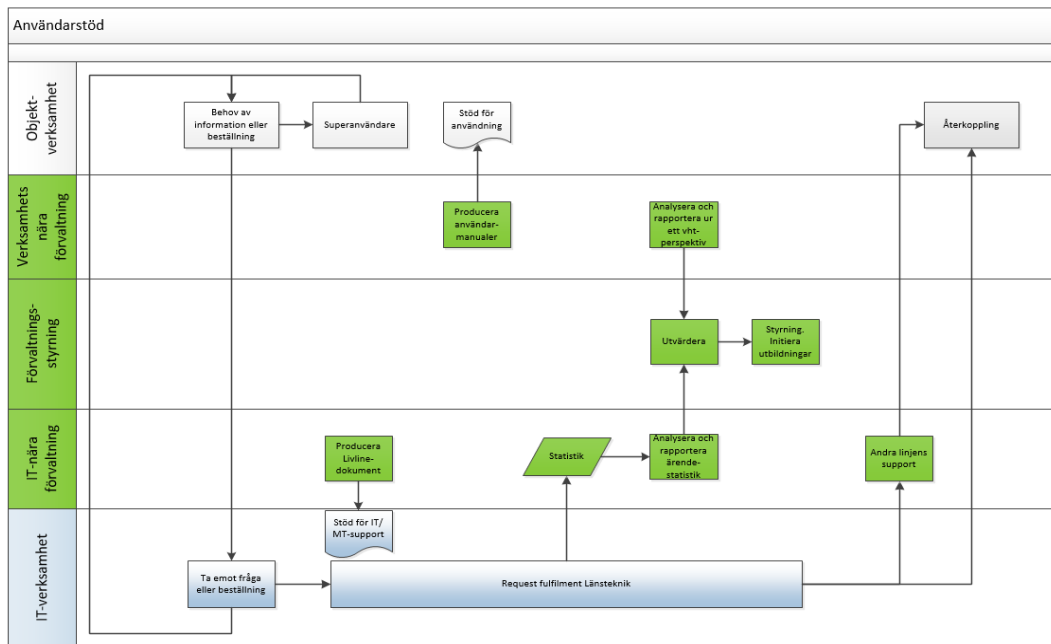 Användarstöd
Objekt-
verksamhet
Behov av
information eller
beställning
Superanvändare
Stöd för
användning
Återkoppling
Verksamhets
nära
förvaltning
Producera
användar-
manualer
Analysera och
rapportera ur
ett vht-
perspektiv
Förvaltnings-
styrning
Utvärdera
Styrning.
Initiera
utbildningar
IT-nära
förvaltning
Producera
Livline-
dokument
Statistik
Analysera och
rapportera
ärende-
statistik
Andra linjens
support
IT-verksamhet
Stöd för IT/
MT-support
Ta emot fråga
eller beställning
Request fulfilment Länsteknik